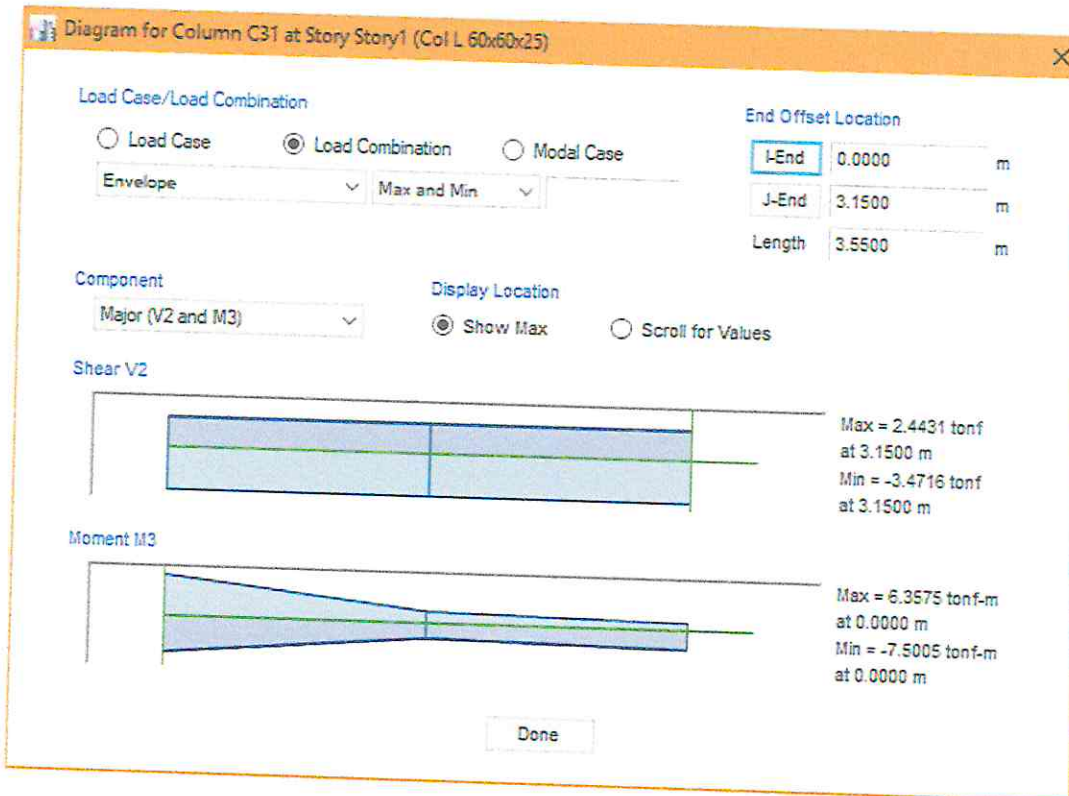 Diagram for Column C31 at Story Story1 (Col L 60x60x25)
Load Case/Load Combination
Load Case
Load Combination
Modal Case
Envelope
Max and Min
End Offset Location
I-End
0.0000
m
J-End
3.1500
m
Length
3.5500
m
Component
Major (V2 and M3)
Display Location
Show Max
Scroll for Values
Shear V2
Max = 2.4431 tonf
at 3.1500 m
Min = -3.4716 tonf
at 3.1500 m
Moment M3
Max = 6.3575 tonf-m
at 0.0000 m
Min = -7.5005 tonf-m
at 0.0000 m
Done